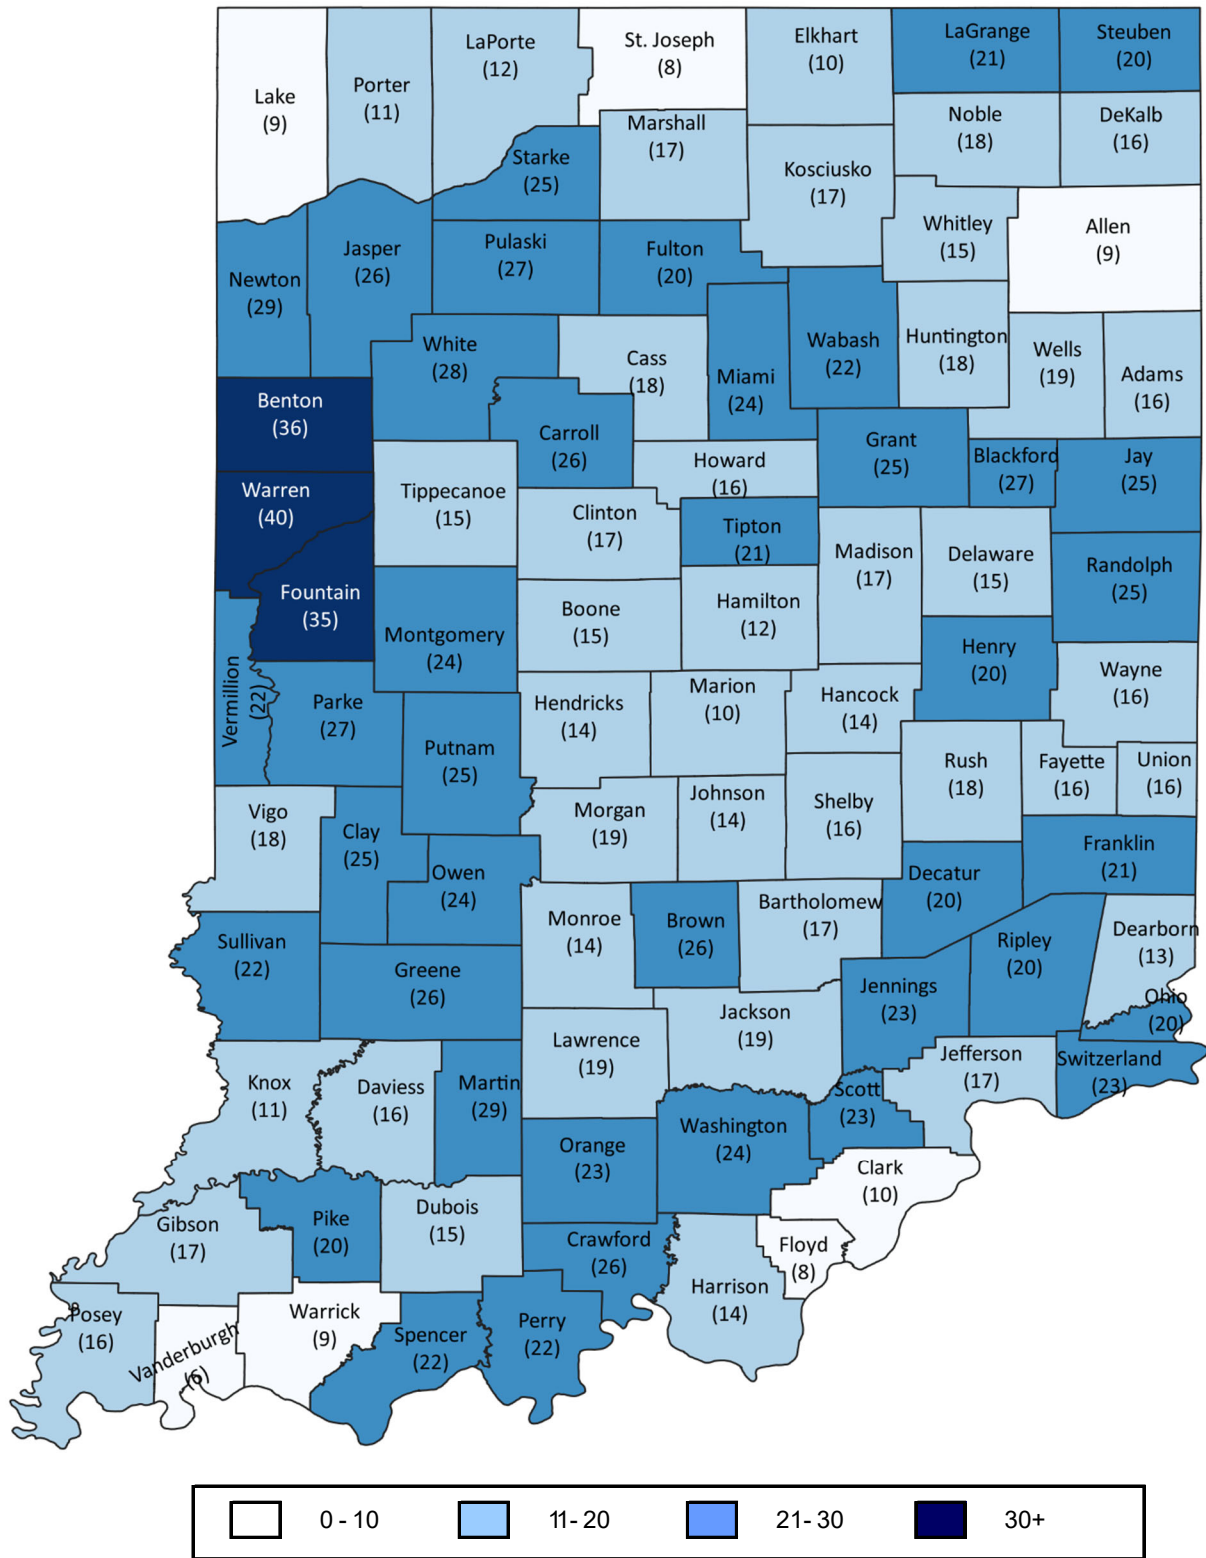 Lake
(9)
Porter
(11)
LaPorte
(12)
St. Joseph
(8)
Elkhart
(10)
LaGrange
(21)
Steuben
(20)
Noble
(18)
DeKalb
(16)
Marshall
(17)
Starke
(25)
Kosciusko
(17)
Whitley
(15)
Allen
(9)
Newton
(29)
Jasper
(26)
Pulaski
(27)
Fulton
(20)
White
(28)
Cass
(18)
Miami
(24)
Wabash
(22)
Huntington
(18)
Wells
(19)
Adams
(16)
Benton
(36)
Carroll
(26)
Howard
(16)
Grant
(25)
Blackford
(27)
Jay
(25)
Warren
(40)
Tippecanoe
(15)
Clinton
(17)
Tipton
(21)
Madison
(17)
Delaware
(15)
Randolph
(25)
Fountain
(35)
Montgomery
(24)
Boone
(15)
Hamilton
(12)
Henry
(20)
Wayne
(16)
Vermillion
(22)
Parke
(27)
Putnam
(25)
Hendricks
(14)
Marion
(10)
Hancock
(14)
Rush
(18)
Fayette
(16)
Union
(16)
Vigo
(18)
Clay
(25)
Owen
(24)
Morgan
(19)
Johnson
(14)
Shelby
(16)
Decatur
(20)
Franklin
(21)
Sullivan
(22)
Greene
(26)
Monroe
(14)
Brown
(26)
Bartholomew
(17)
Jennings
(23)
Ripley
(20)
Dearborn
(13)
Ohio
(20)
Knox
(11)
Daviess
(16)
Martin
(29)
Lawrence
(19)
Jackson
(19)
Jefferson
(17)
Switzerland
(23)
Scott
(23)
Orange
(23)
Washington
(24)
Clark
(10)
Gibson
(17)
Pike
(20)
Dubois
(15)
Crawford
(26)
Harrison
(14)
Floyd
(8)
Posey
(16)
Vanderburgh
(6)
Warrick
(9)
Spencer
(22)
Perry
(22)
0 - 10
11- 20
21- 30
30+